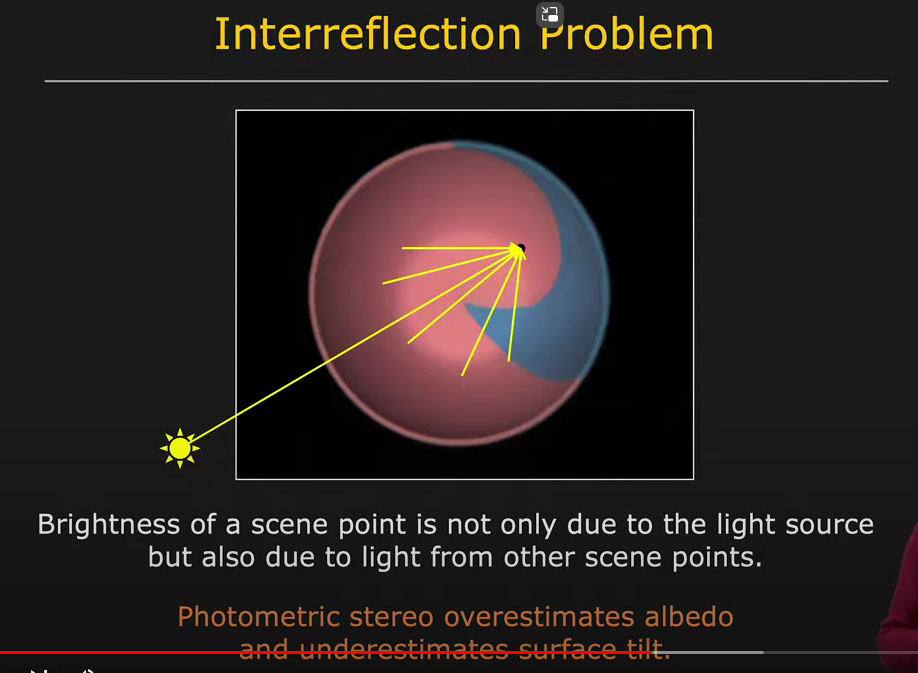 Interreflection Problem
Brightness of a scene point is not only due to the light source
but also due to light from other scene points.
Photometric stereo overestimates albedo
and underestimates surface tilt.